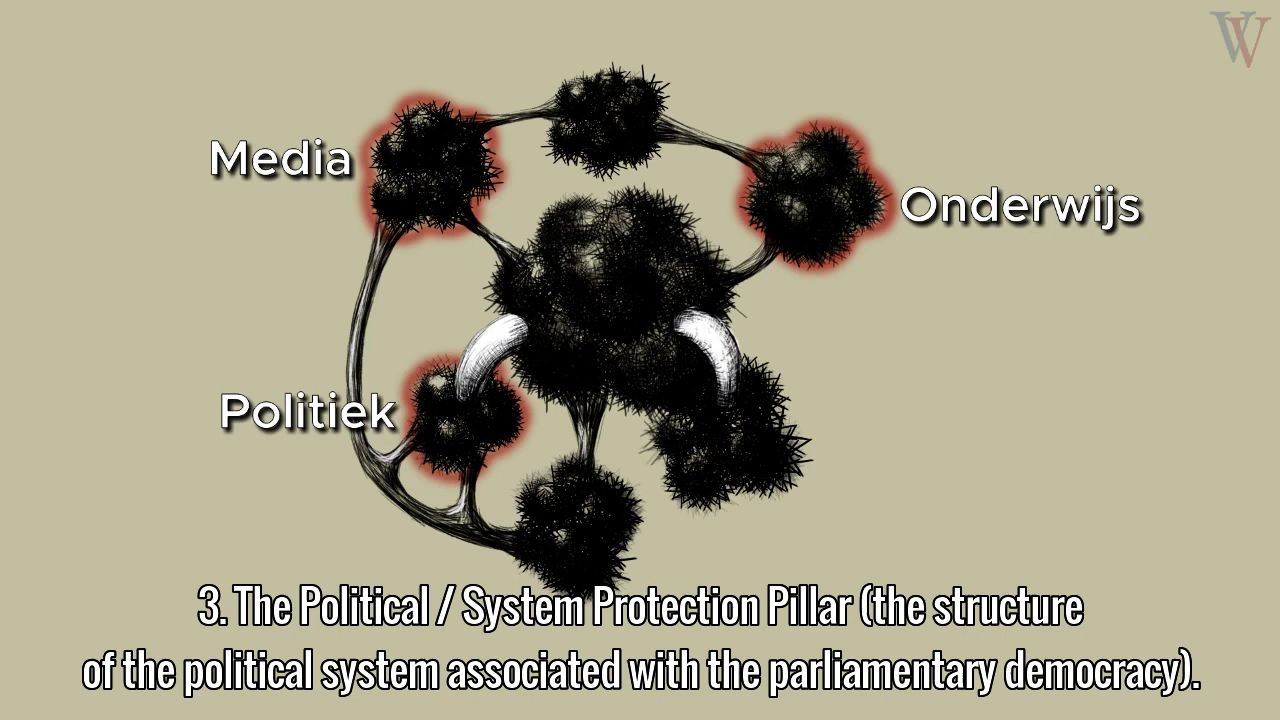 W
Media
Onderwijs
Politiek
3. The Political / System Protection Pillar (the structure
of the political system associated with the parliamentary democracy).